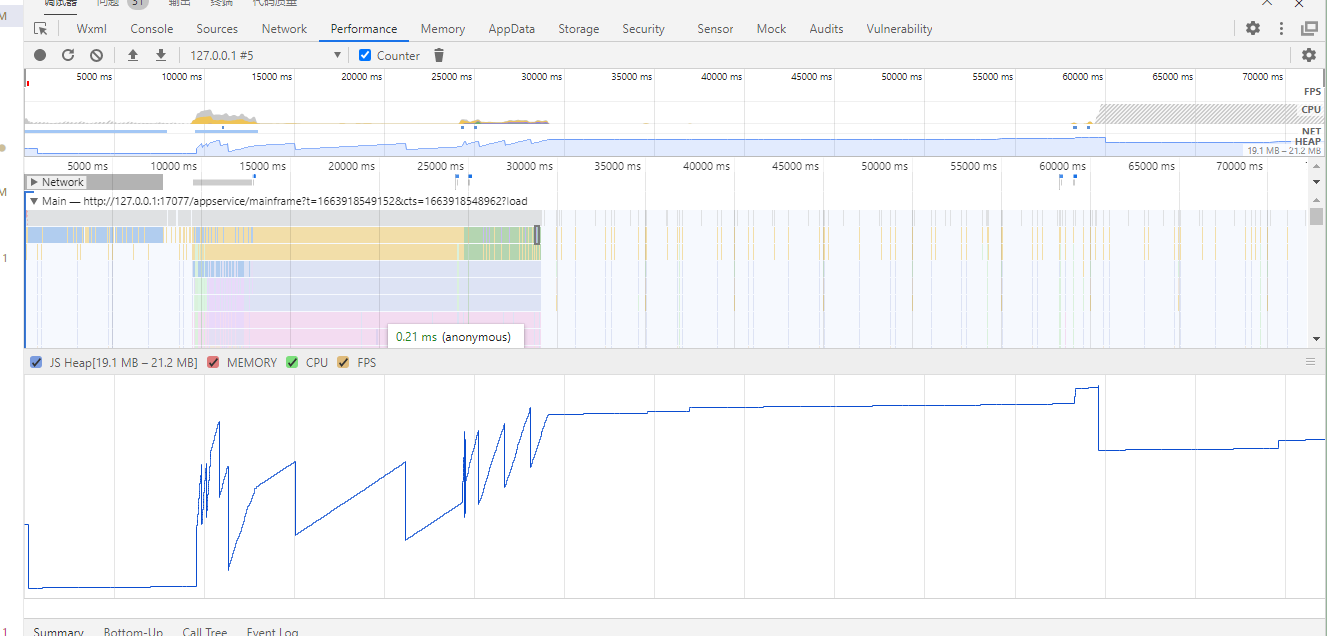 调试器 问题 31 输出 终端 代码质量
Wxml Console Sources Network Performance Memory AppData Storage Security Sensor Mock Audits Vulnerability
127.0.0.1 #5 Counter
5000 ms 10000 ms 15000 ms 20000 ms 25000 ms 30000 ms 35000 ms 40000 ms 45000 ms 50000 ms 55000 ms 60000 ms 65000 ms 70000 ms
FPS
CPU
NET
HEAP
19.1 MB – 21.2 MB
5000 ms 10000 ms 15000 ms 20000 ms 25000 ms 30000 ms 35000 ms 40000 ms 45000 ms 50000 ms 55000 ms 60000 ms 65000 ms 70000 ms
Network
M
Main — http://127.0.0.1:17077/appservice/mainframe?t=1663918549152&cts=1663918548962?load
1
0.21 ms (anonymous)
JS Heap[19.1 MB – 21.2 MB] MEMORY CPU FPS
1
Summary Bottom-Up Call Tree Event Log